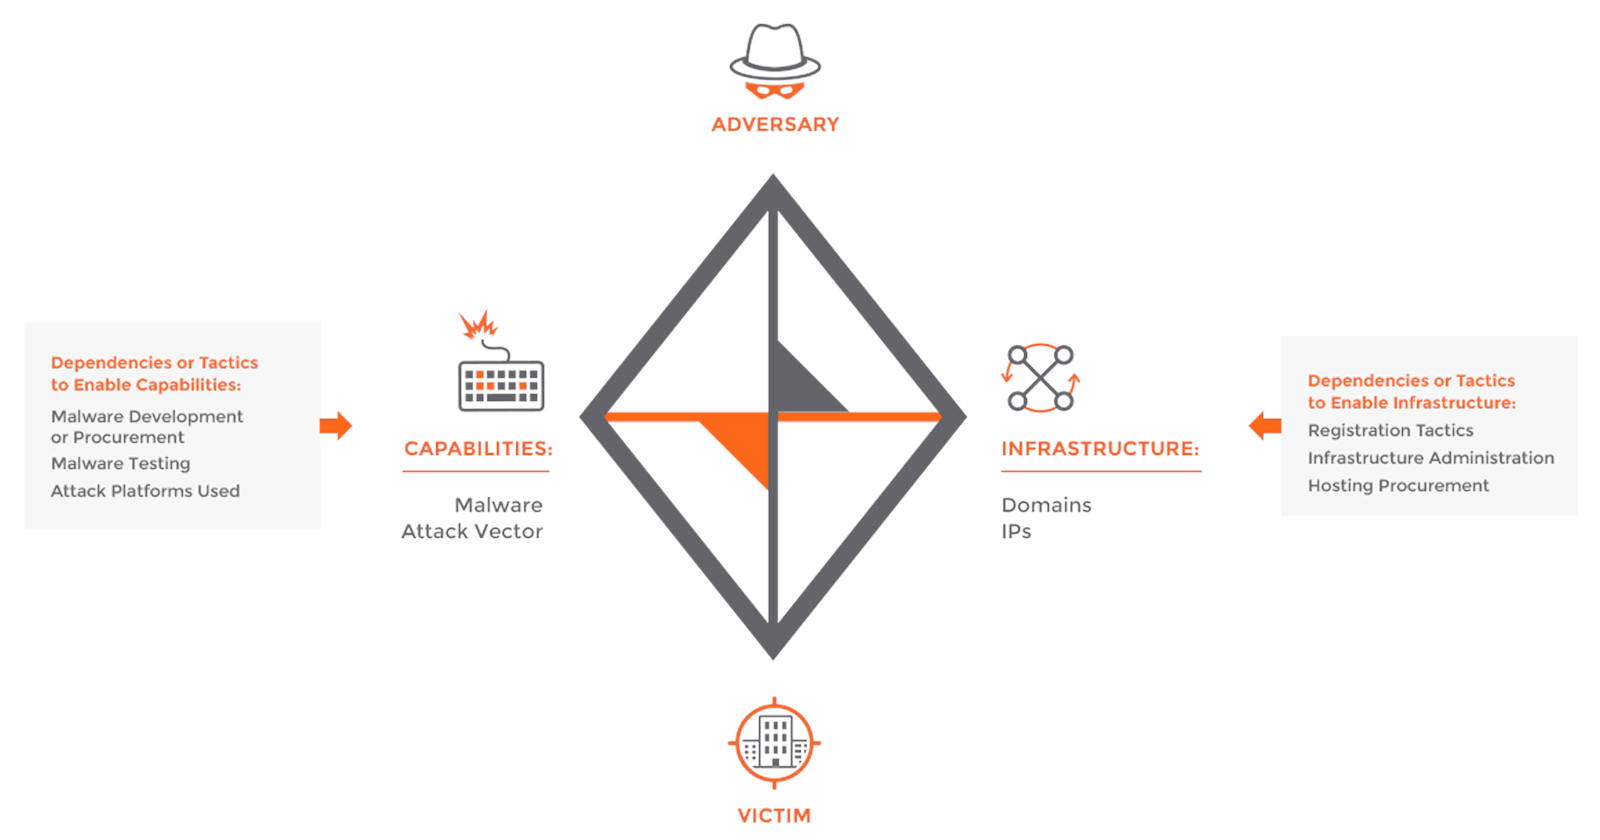 ADVERSARY
Dependencies or Tactics
to Enable Capabilities:
Malware Development
or Procurement
Malware Testing
Attack Platforms Used
CAPABILITIES:
Malware
Attack Vector
INFRASTRUCTURE:
Domains
IPs
Dependencies or Tactics
to Enable Infrastructure:
Registration Tactics
Infrastructure Administration
Hosting Procurement
VICTIM